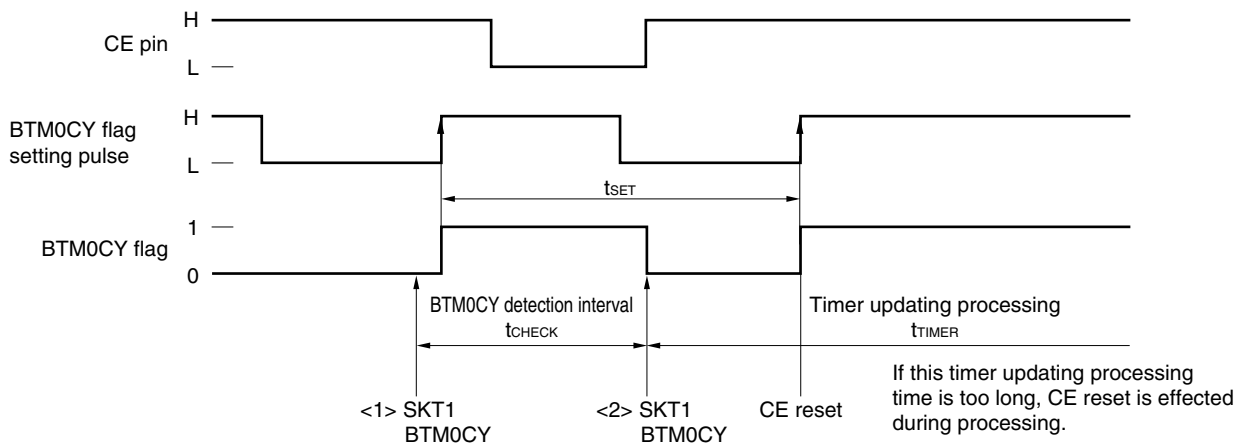 H
CE pin
L
H
BTM0CY flag
setting pulse
L
tSET
1
BTM0CY flag
0
BTM0CY detection interval
tCHECK
Timer updating processing
tTIMER
If this timer updating processing
time is too long, CE reset is effected
during processing.
<1> SKT1
BTM0CY
<2> SKT1
BTM0CY
CE reset